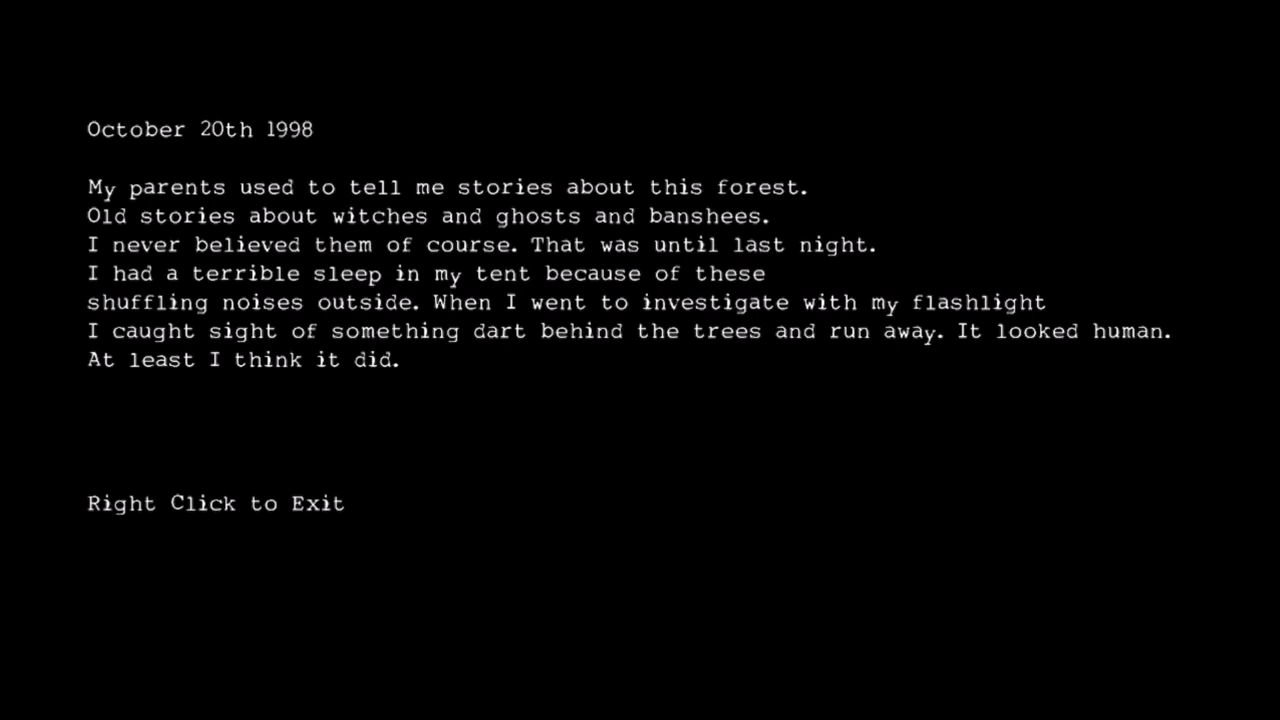 October 20th 1998
My parents used to tell me stories about this forest.
Old stories about witches and ghosts and banshees.
I never believed them of course. That was until last night.
I had a terrible sleep in my tent because of these
shuffling noises outside. When I went to investigate with my flashlight
I caught sight of something dart behind the trees and run away. It looked human.
At least I think it did.
Right Click to Exit